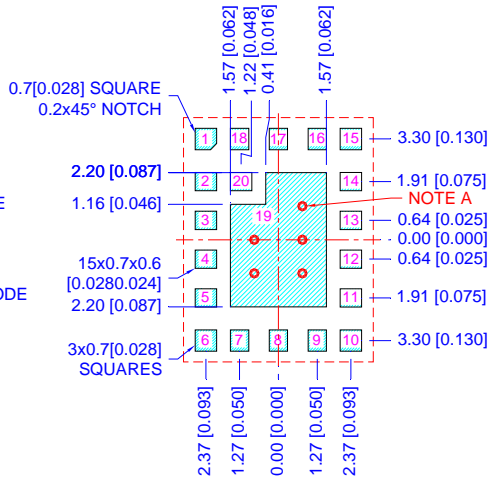 1.57 [0.062]
1.22 [0.048]
0.41 [0.016]
1.57 [0.062]
0.7[0.028] SQUARE
0.2x45° NOTCH
1 18 17 16 15
3.30 [0.130]
2.20 [0.087]
2 20 14
1.91 [0.075]
NOTE A
E
1.16 [0.046]
3 19 13
0.64 [0.025]
0.00 [0.000]
15x0.7x0.6
[0.0280.024]
4 12
0.64 [0.025]
ODE
2.20 [0.087]
5 11
1.91 [0.075]
3x0.7[0.028]
SQUARES
6 7 8 9 10
3.30 [0.130]
2.37 [0.093]
1.27 [0.050]
0.00 [0.000]
1.27 [0.050]
2.37 [0.093]